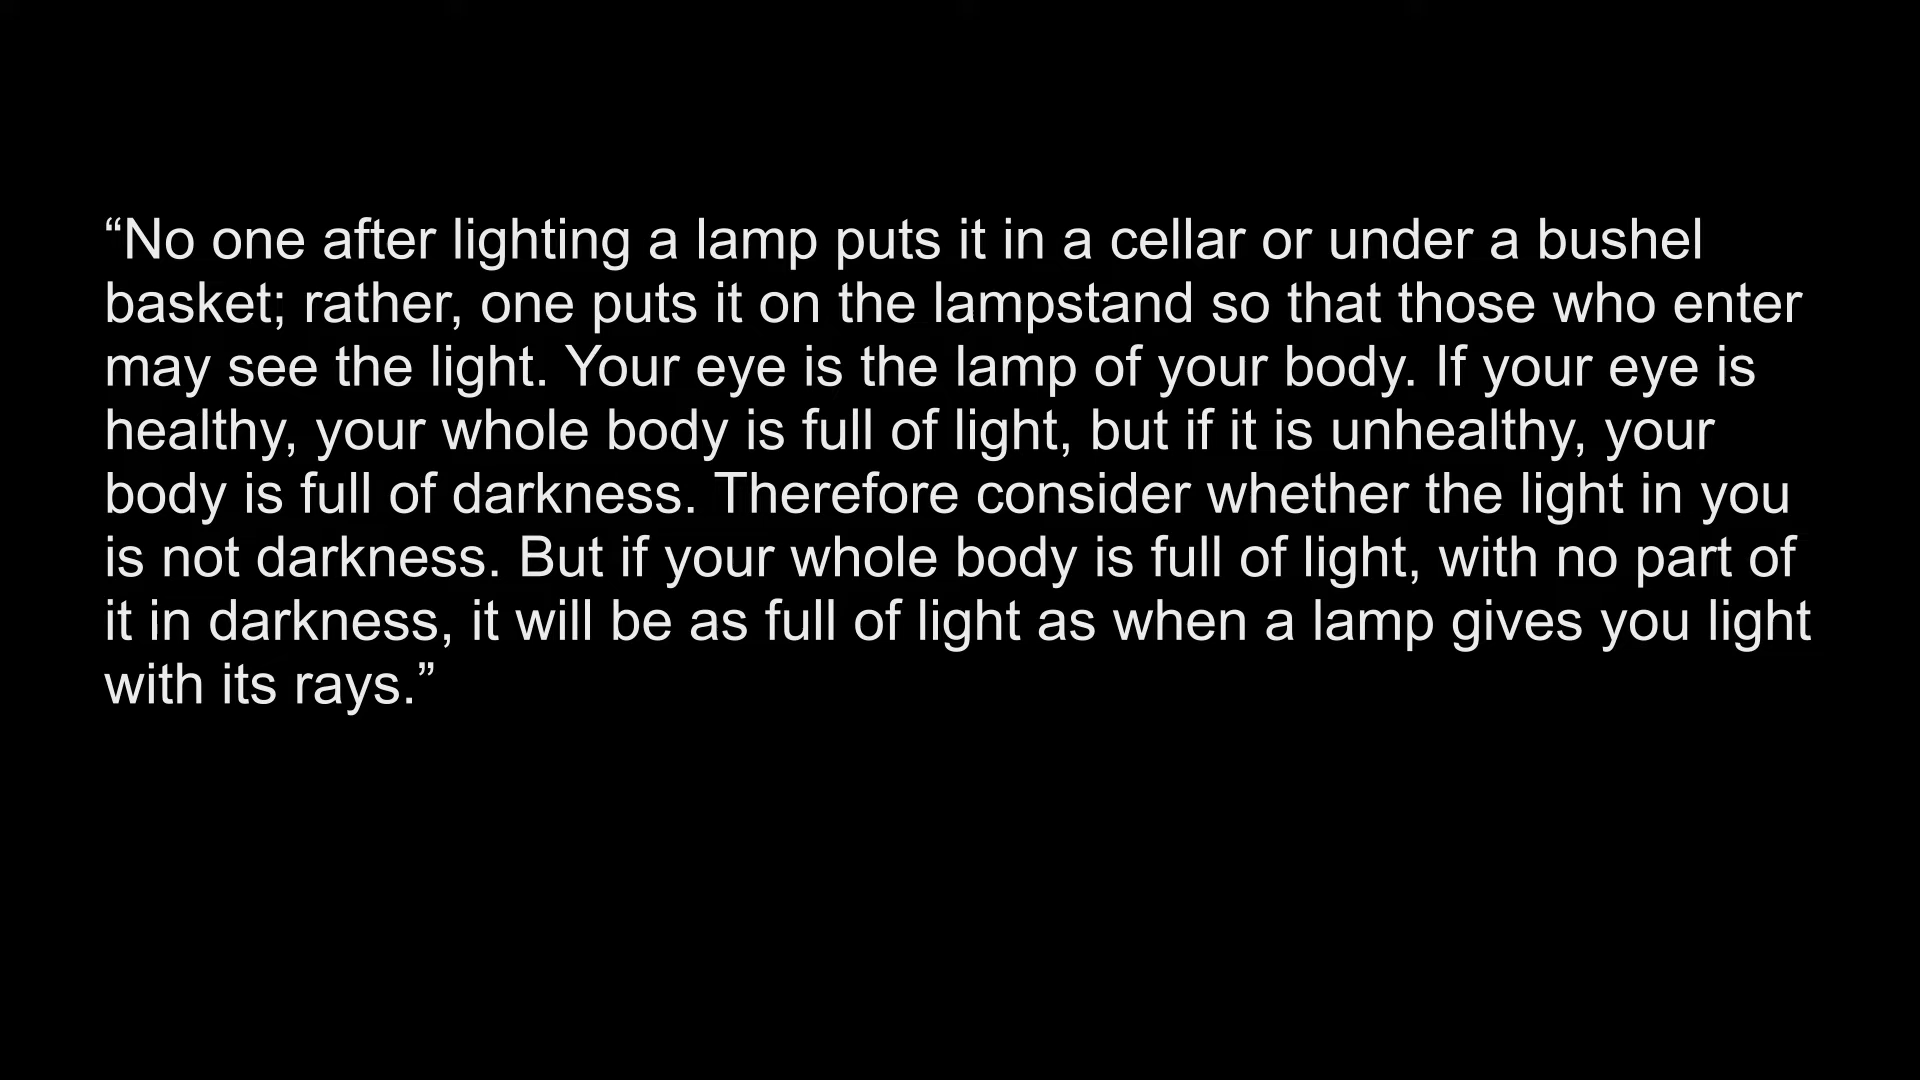 “No one after lighting a lamp puts it in a cellar or under a bushel
basket; rather, one puts it on the lampstand so that those who enter
may see the light. Your eye is the lamp of your body. If your eye is
healthy, your whole body is full of light, but if it is unhealthy, your
body is full of darkness. Therefore consider whether the light in you
is not darkness. But if your whole body is full of light, with no part of
it in darkness, it will be as full of light as when a lamp gives you light
with its rays.”